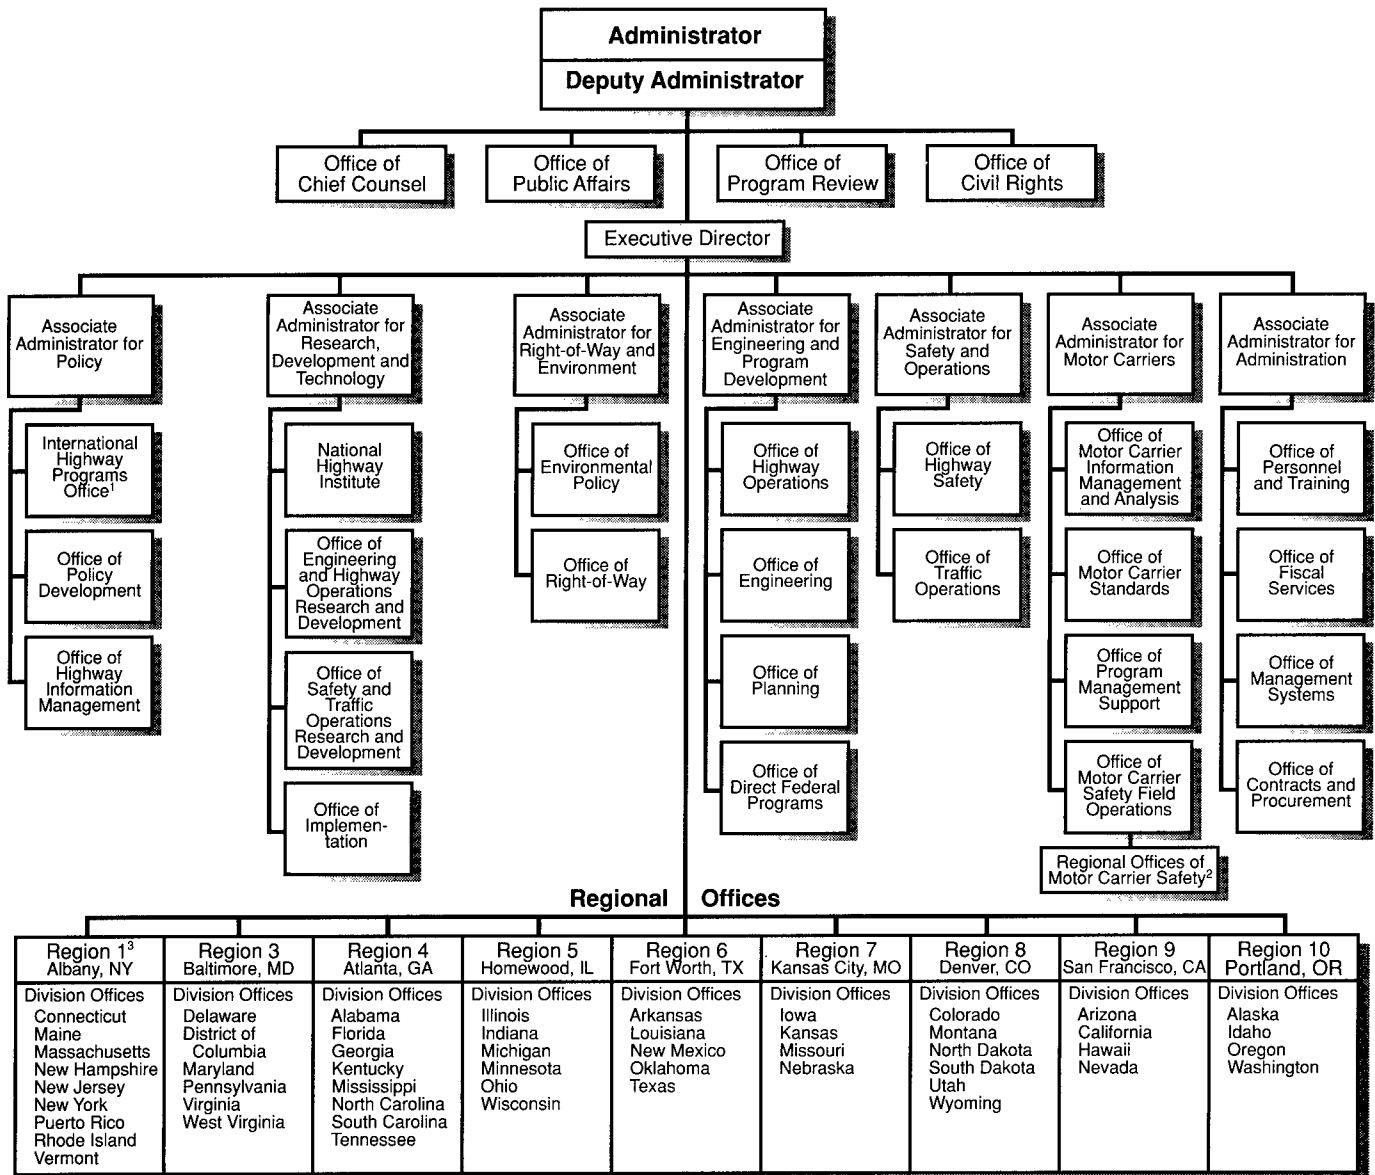 Administrator
Deputy Administrator
Office of
Chief Counsel
Office of
Public Affairs
Office of
Program Review
Office of
Civil Rights
Executive Director
Associate
Administrator for
Policy
Associate
Administrator for
Research,
Development and
Technology
Associate
Administrator for
Right-of-Way and
Environment
Associate
Administrator for
Engineering and
Program
Development
Associate
Administrator for
Safety and
Operations
Associate
Administrator for
Motor Carriers
Associate
Administrator for
Administration
International
Highway
Programs
Office¹
Office of
Policy
Development
Office of
Highway
Information
Management
National
Highway
Institute
Office of
Engineering
and Highway
Operations
Research and
Development
Office of
Safety and
Traffic
Operations
Research and
Development
Office of
Implemen-
tation
Office of
Environmental
Policy
Office of
Right-of-Way
Office of
Highway
Operations
Office of
Engineering
Office of
Planning
Office of
Direct Federal
Programs
Office of
Highway
Safety
Office of
Traffic
Operations
Office of
Motor Carrier
Information
Management
and Analysis
Office of
Motor Carrier
Standards
Office of
Program
Management
Support
Office of
Motor Carrier
Safety Field
Operations
Regional Offices of
Motor Carrier Safety²
Office of
Personnel
and Training
Office of
Fiscal
Services
Office of
Management
Systems
Office of
Contracts and
Procurement
Regional Offices
Region 1³
Albany, NY
Division Offices
Connecticut
Maine
Massachusetts
New Hampshire
New Jersey
New York
Puerto Rico
Rhode Island
Vermont
Region 3
Baltimore, MD
Division Offices
Delaware
District of
Columbia
Maryland
Pennsylvania
Virginia
West Virginia
Region 4
Atlanta, GA
Division Offices
Alabama
Florida
Georgia
Kentucky
Mississippi
North Carolina
South Carolina
Tennessee
Region 5
Homewood, IL
Division Offices
Illinois
Indiana
Michigan
Minnesota
Ohio
Wisconsin
Region 6
Fort Worth, TX
Division Offices
Arkansas
Louisiana
New Mexico
Oklahoma
Texas
Region 7
Kansas City, MO
Division Offices
Iowa
Kansas
Missouri
Nebraska
Region 8
Denver, CO
Division Offices
Colorado
Montana
North Dakota
South Dakota
Utah
Wyoming
Region 9
San Francisco, CA
Division Offices
Arizona
California
Hawaii
Nevada
Region 10
Portland, OR
Division Offices
Alaska
Idaho
Oregon
Washington